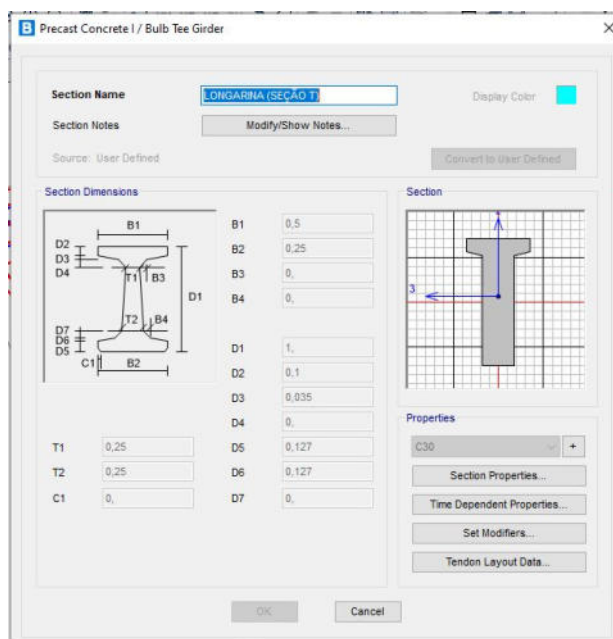 B Precast Concrete I / Bulb Tee Girder
Section Name LONGARINA (SEÇÃO T) Display Color
Section Notes Modify/Show Notes...
Source: User Defined Convert to User Defined
Section Dimensions
B1
D2
D3
D4
T1 B3
D1
T2 B4
D7
D6
D5
C1 B2
B1 0,5
B2 0,25
B3 0,
B4 0,
D1 1,
D2 0,1
D3 0,035
D4 0,
T1 0,25 D5 0,127
T2 0,25 D6 0,127
C1 0, D7 0,
Section
3
Properties
C30 +
Section Properties...
Time Dependent Properties...
Set Modifiers...
Tendon Layout Data...
OK Cancel